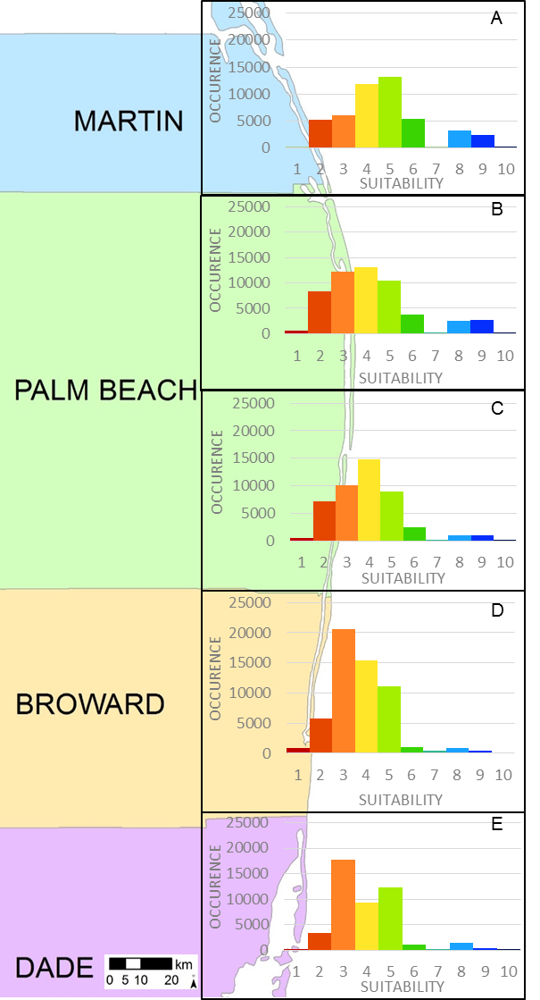 MARTIN
PALM BEACH
BROWARD
DADE
km
0 5 10 20
A
OCCURENCE
25000
20000
15000
10000
5000
0
1 2 3 4 5 6 7 8 9 10
SUITABILITY
B
OCCURENCE
25000
20000
15000
10000
5000
0
1 2 3 4 5 6 7 8 9 10
SUITABILITY
C
OCCURENCE
25000
20000
15000
10000
5000
0
1 2 3 4 5 6 7 8 9 10
SUITABILITY
D
OCCURENCE
25000
20000
15000
10000
5000
0
1 2 3 4 5 6 7 8 9 10
SUITABILITY
E
OCCURENCE
25000
20000
15000
10000
5000
0
1 2 3 4 5 6 7 8 9 10
SUITABILITY